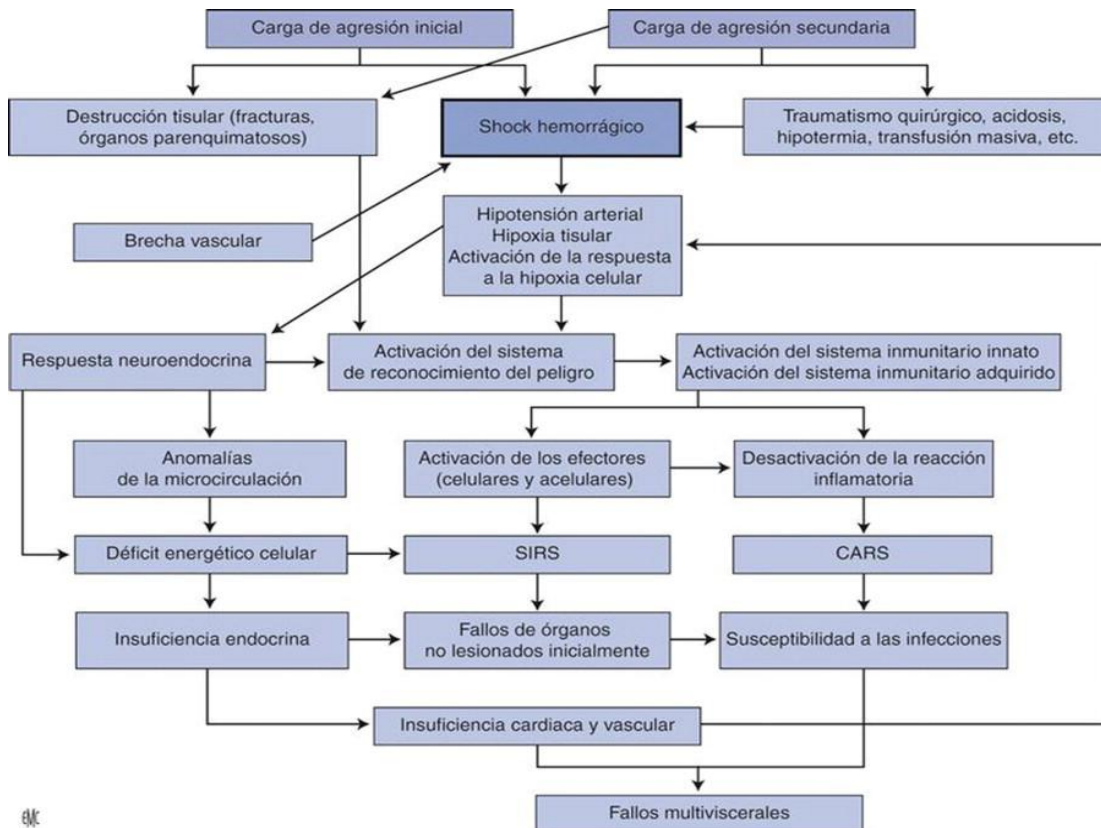 Carga de agresión inicial
Carga de agresión secundaria
Destrucción tisular (fracturas,
órganos parenquimatosos)
Shock hemorrágico
Traumatismo quirúrgico, acidosis,
hipotermia, transfusión masiva, etc.
Brecha vascular
Hipotensión arterial
Hipoxia tisular
Activación de la respuesta
a la hipoxia celular
Respuesta neuroendocrina
Activación del sistema
de reconocimiento del peligro
Activación del sistema inmunitario innato
Activación del sistema inmunitario adquirido
Anomalías
de la microcirculación
Activación de los efectores
(celulares y acelulares)
Desactivación de la reacción
inflamatoria
Déficit energético celular
SIRS
CARS
Insuficiencia endocrina
Fallos de órganos
no lesionados inicialmente
Susceptibilidad a las infecciones
Insuficiencia cardiaca y vascular
Fallos multiviscerales
EMC